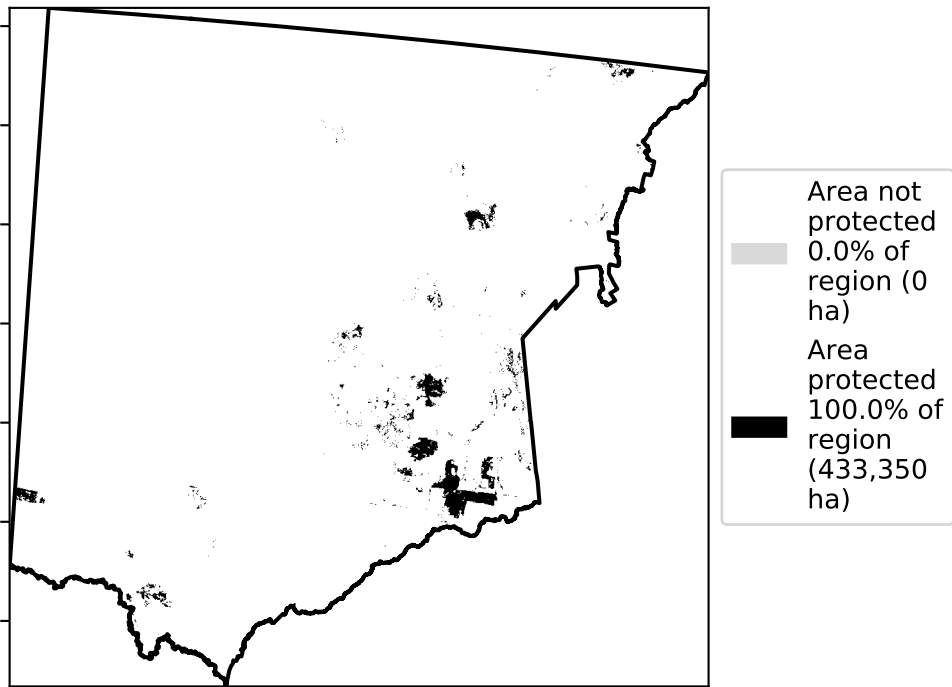 Area not
protected
0.0% of
region (0
ha)
Area
protected
100.0% of
region
(433,350
ha)